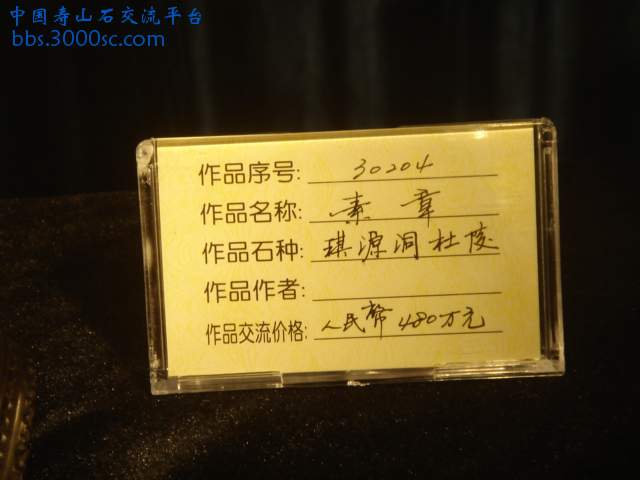 中国寿山石交流平台
bbs.3000sc.com
作品序号: 30204
作品名称: 素章
作品石种: 琪源洞杜陵
作品作者:
作品交流价格: 人民币480万元